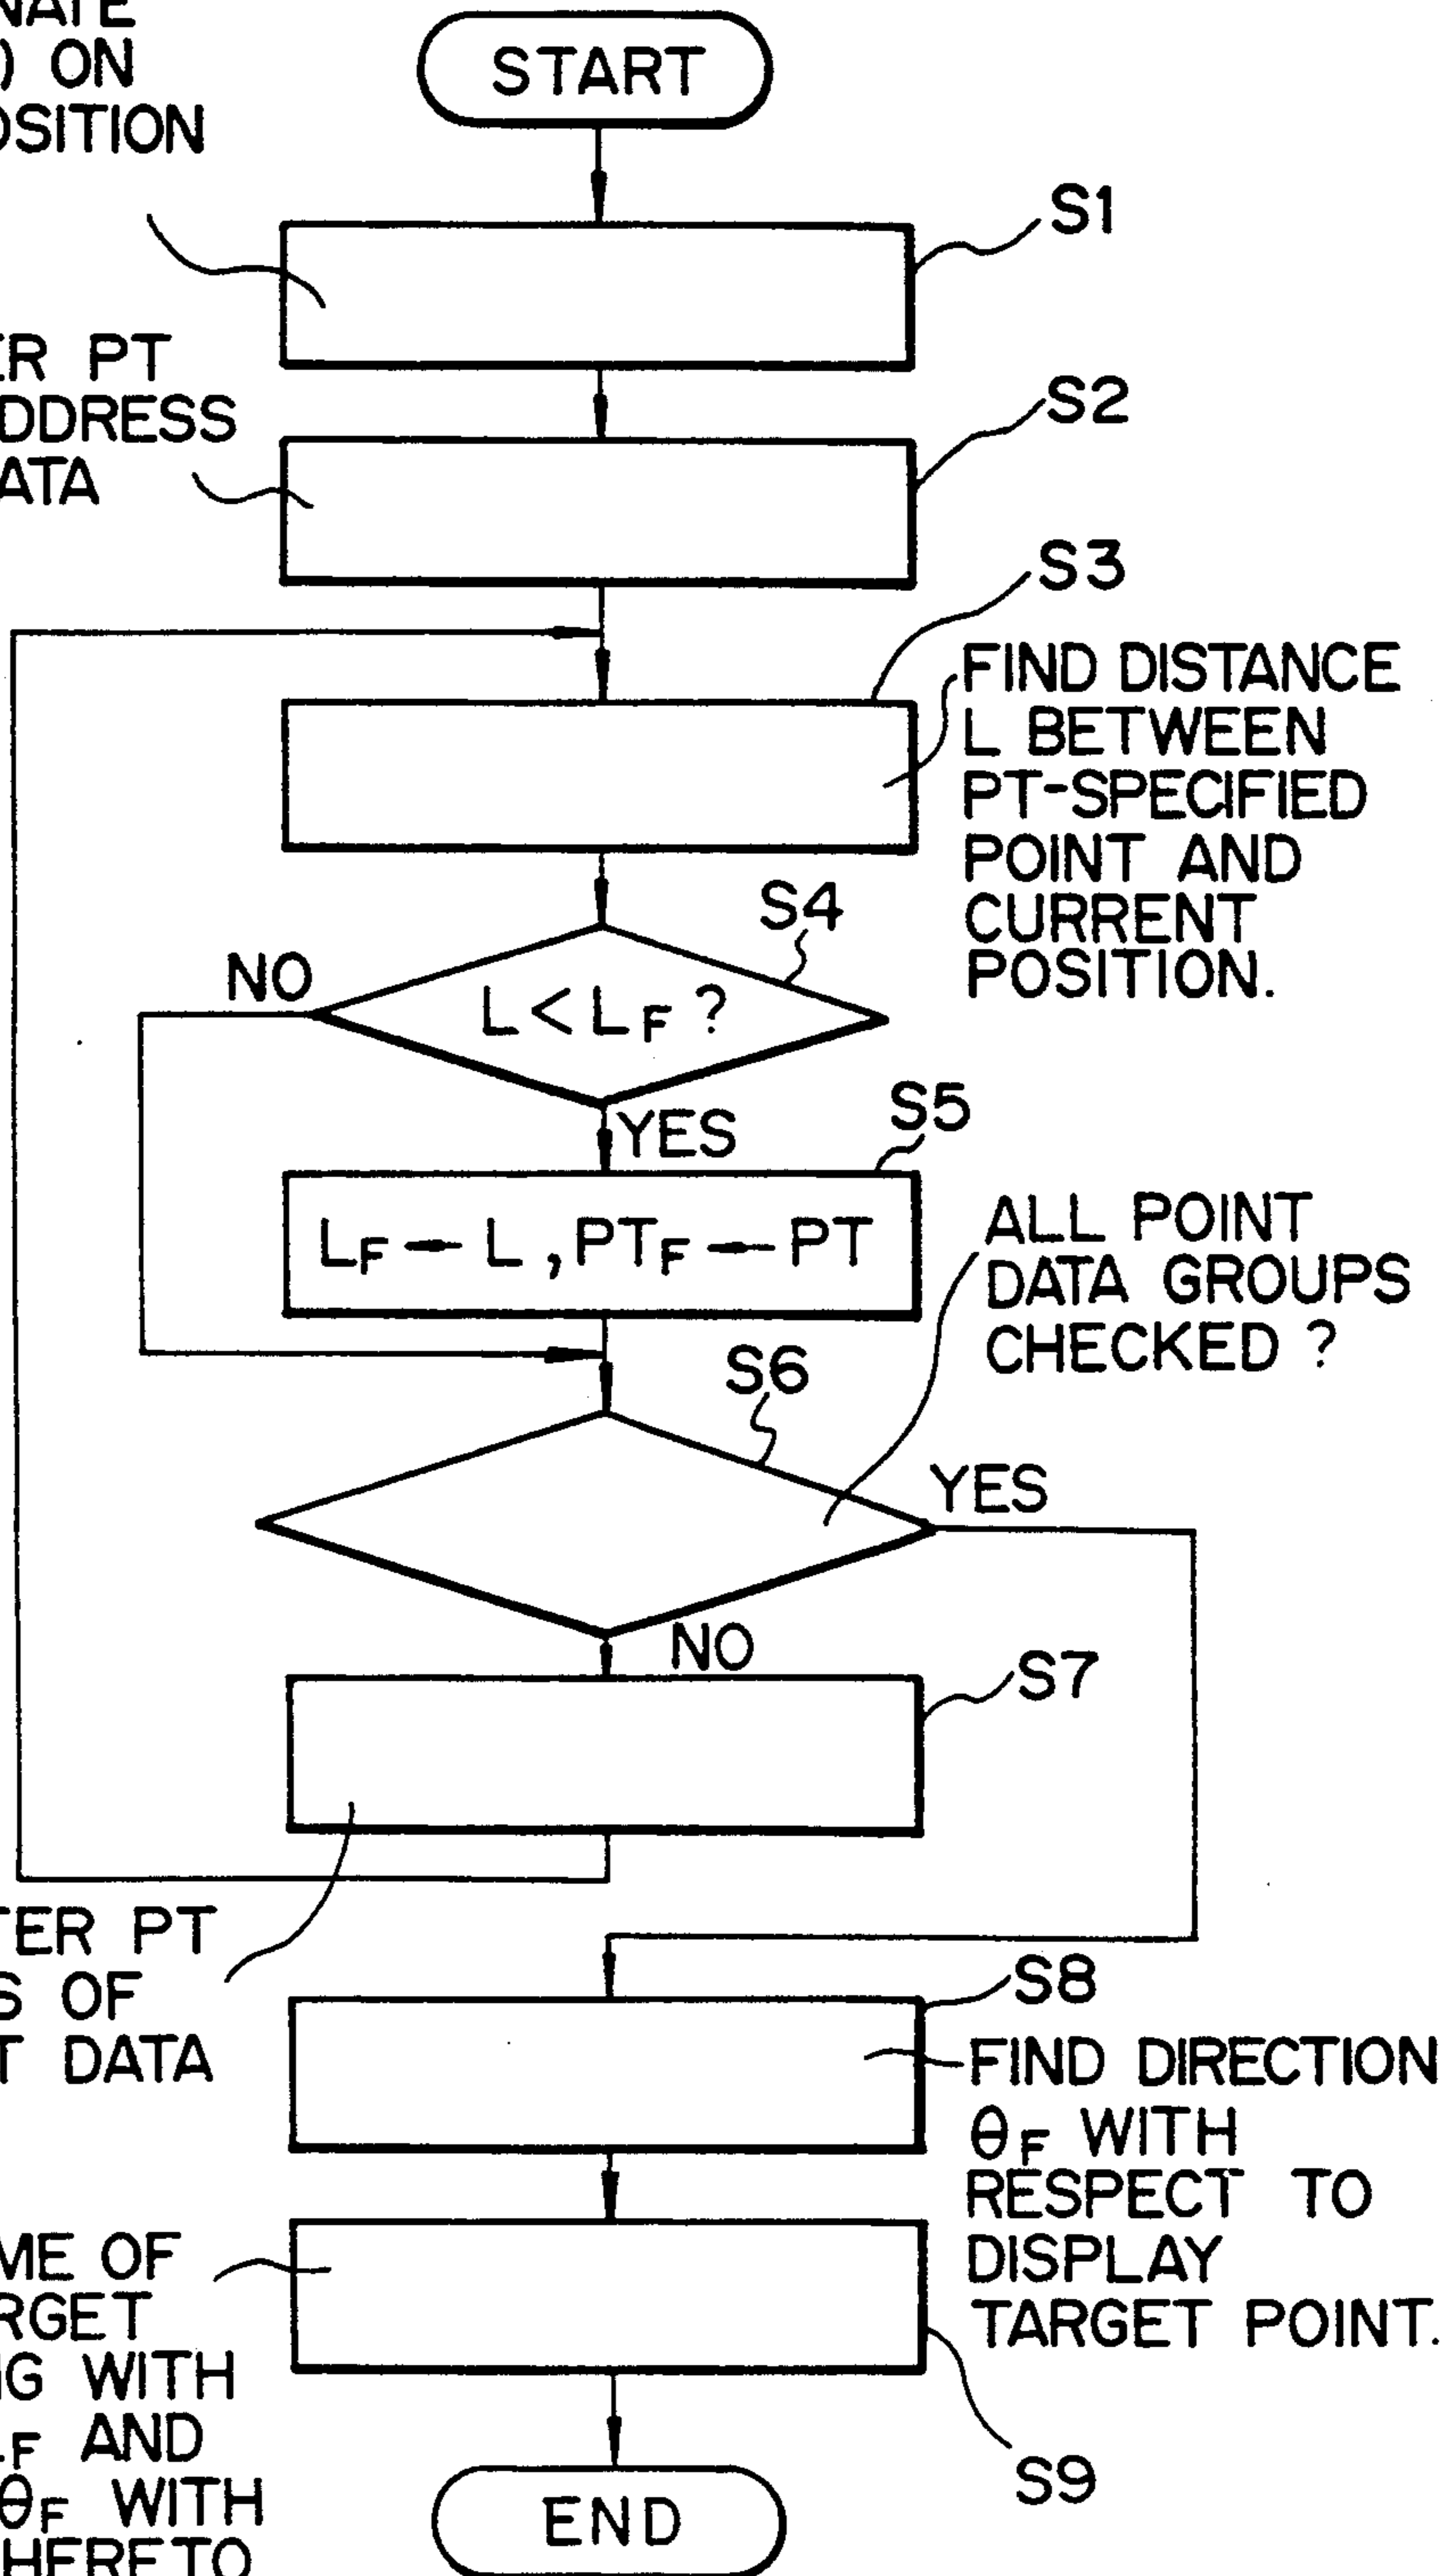 START
NATE
) ON
OSITION
S1
ER PT
DDRESS
ATA
S2
S3
FIND DISTANCE
L BETWEEN
PT-SPECIFIED
POINT AND
CURRENT
POSITION.
S4
NO
L < LF ?
YES
S5
LF ← L , PTF ← PT
ALL POINT
DATA GROUPS
CHECKED ?
S6
YES
NO
S7
TER PT
S OF
T DATA
S8
FIND DIRECTION
θF WITH
RESPECT TO
DISPLAY
TARGET POINT.
ME OF
RGET
NG WITH
LF AND
θF WITH
HERETO
S9
END